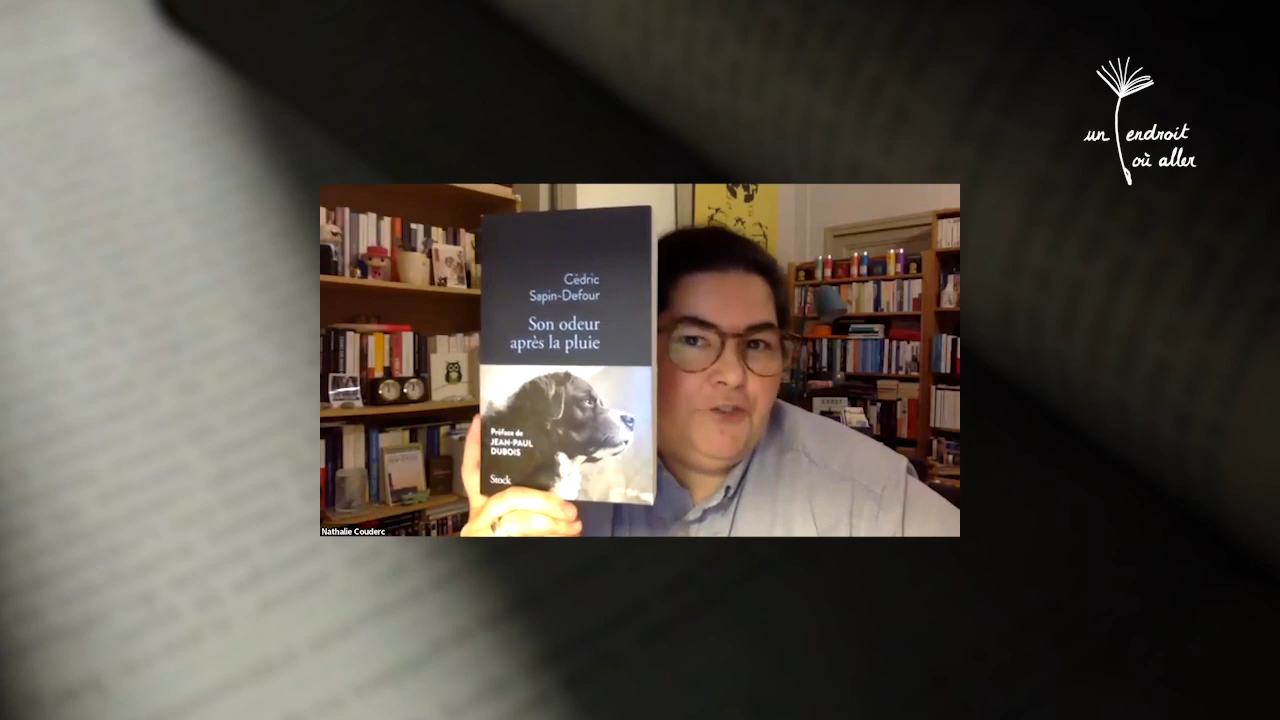 un endroit
où aller
Cédric
Sapin-Defour
Son odeur
après la pluie
Préface de
JEAN-PAUL
DUBOIS
Stock
Nathalie Couderc